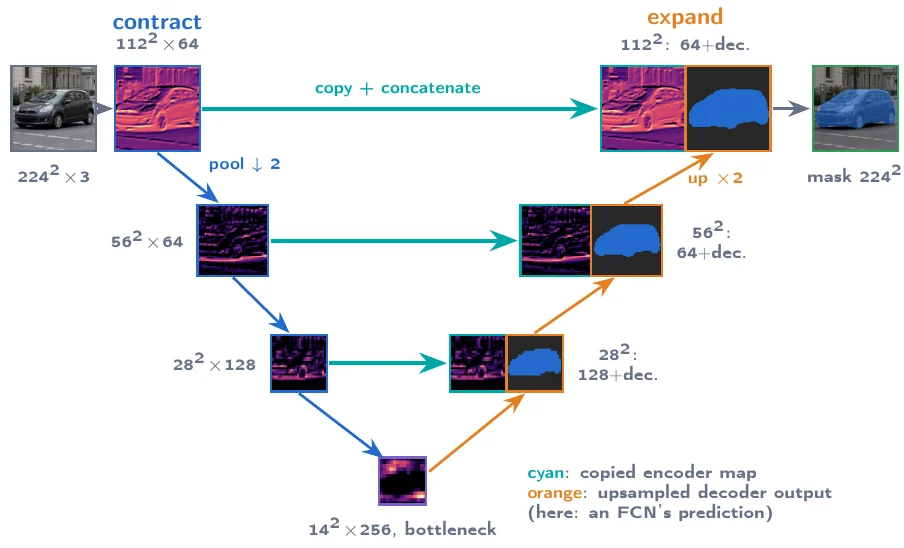 contract
expand
112²×64
112²: 64+dec.
copy + concatenate
224²×3
pool ↓ 2
up ×2
mask 224²
56²×64
56²:
64+dec.
28²×128
28²:
128+dec.
cyan: copied encoder map
orange: upsampled decoder output
(here: an FCN's prediction)
14²×256, bottleneck